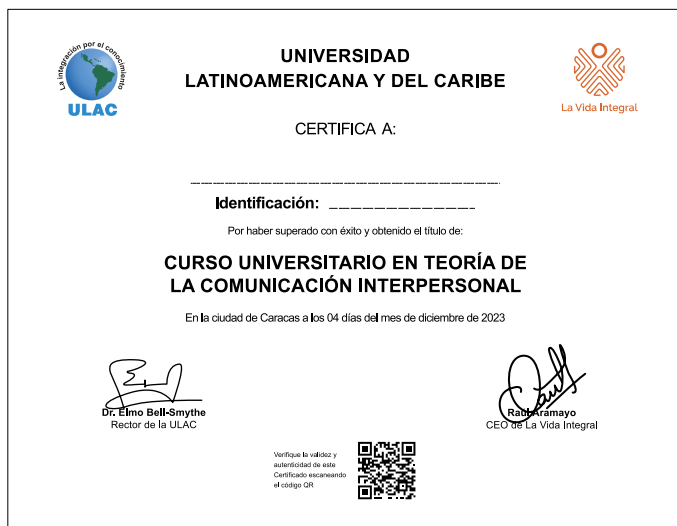 La integración por el conocimiento
ULAC
UNIVERSIDAD
LATINOAMERICANA Y DEL CARIBE
La Vida Integral
CERTIFICA A:
Identificación:
Por haber superado con éxito y obtenido el título de:
CURSO UNIVERSITARIO EN TEORÍA DE
LA COMUNICACIÓN INTERPERSONAL
En la ciudad de Caracas a los 04 días del mes de diciembre de 2023
Dr. Elmo Bell-Smythe
Rector de la ULAC
Raúl Aramayo
CEO de La Vida Integral
Verifique la validez y
autenticidad de este
Certificado escaneando
el código QR